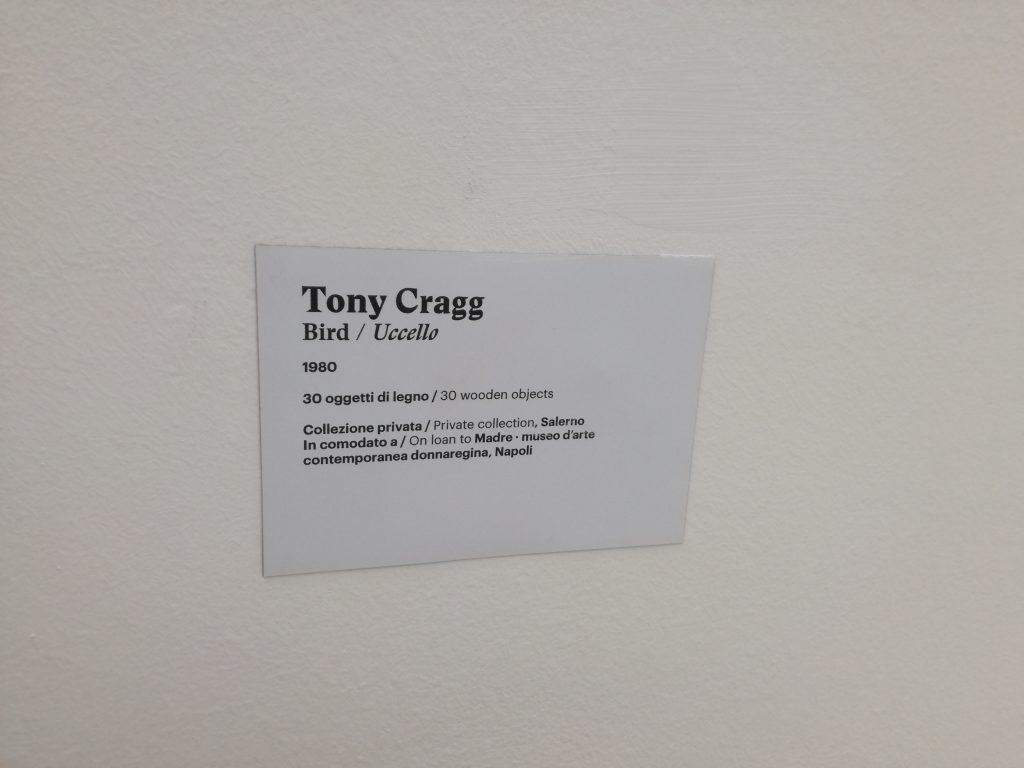 Tony Cragg
Bird / Uccello
1980
30 oggetti di legno / 30 wooden objects
Collezione privata / Private collection, Salerno
In comodato a / On loan to Madre · museo d'arte
contemporanea donnaregina, Napoli